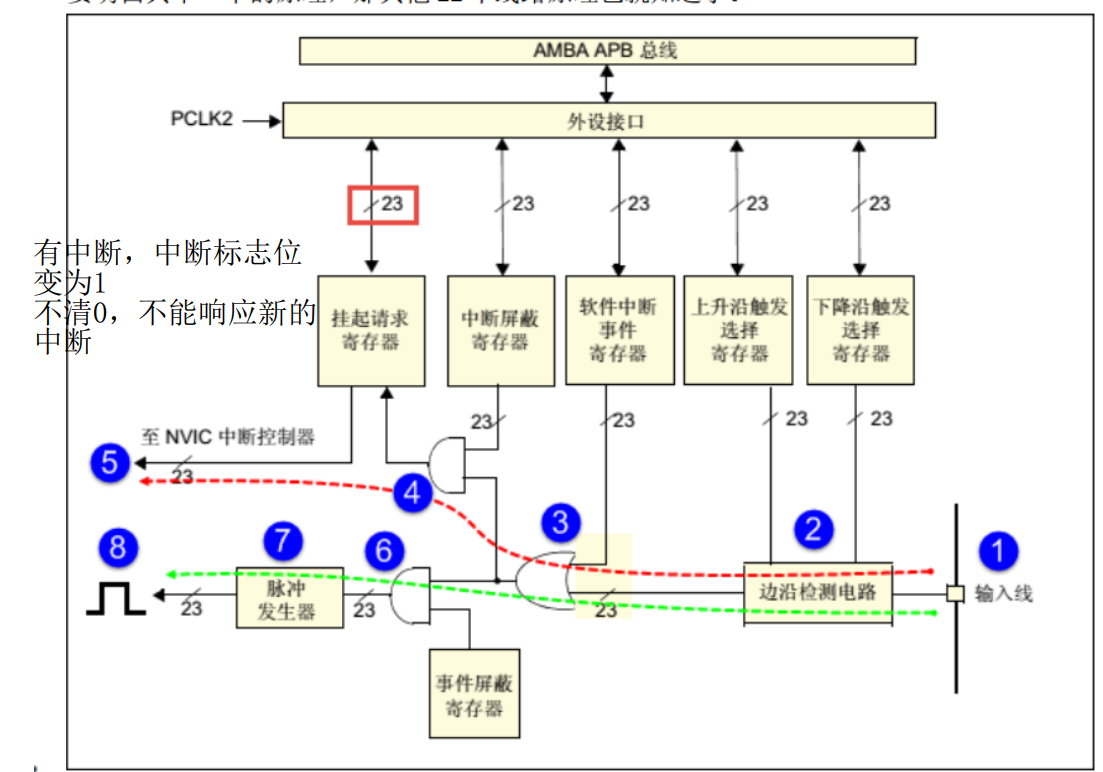 AMBA APB 总线
PCLK2
外设接口
23
23
23
23
23
有中断，中断标志位
变为1
不清0，不能响应新的
中断
挂起请求
寄存器
中断屏蔽
寄存器
软件中断
事件
寄存器
上升沿触发
选择
寄存器
下降沿触发
选择
寄存器
23
23
23
23
至 NVIC 中断控制器
5
23
4
3
2
1
8
7
6
脉冲
发生器
边沿检测电路
输入线
23
23
23
事件屏蔽
寄存器